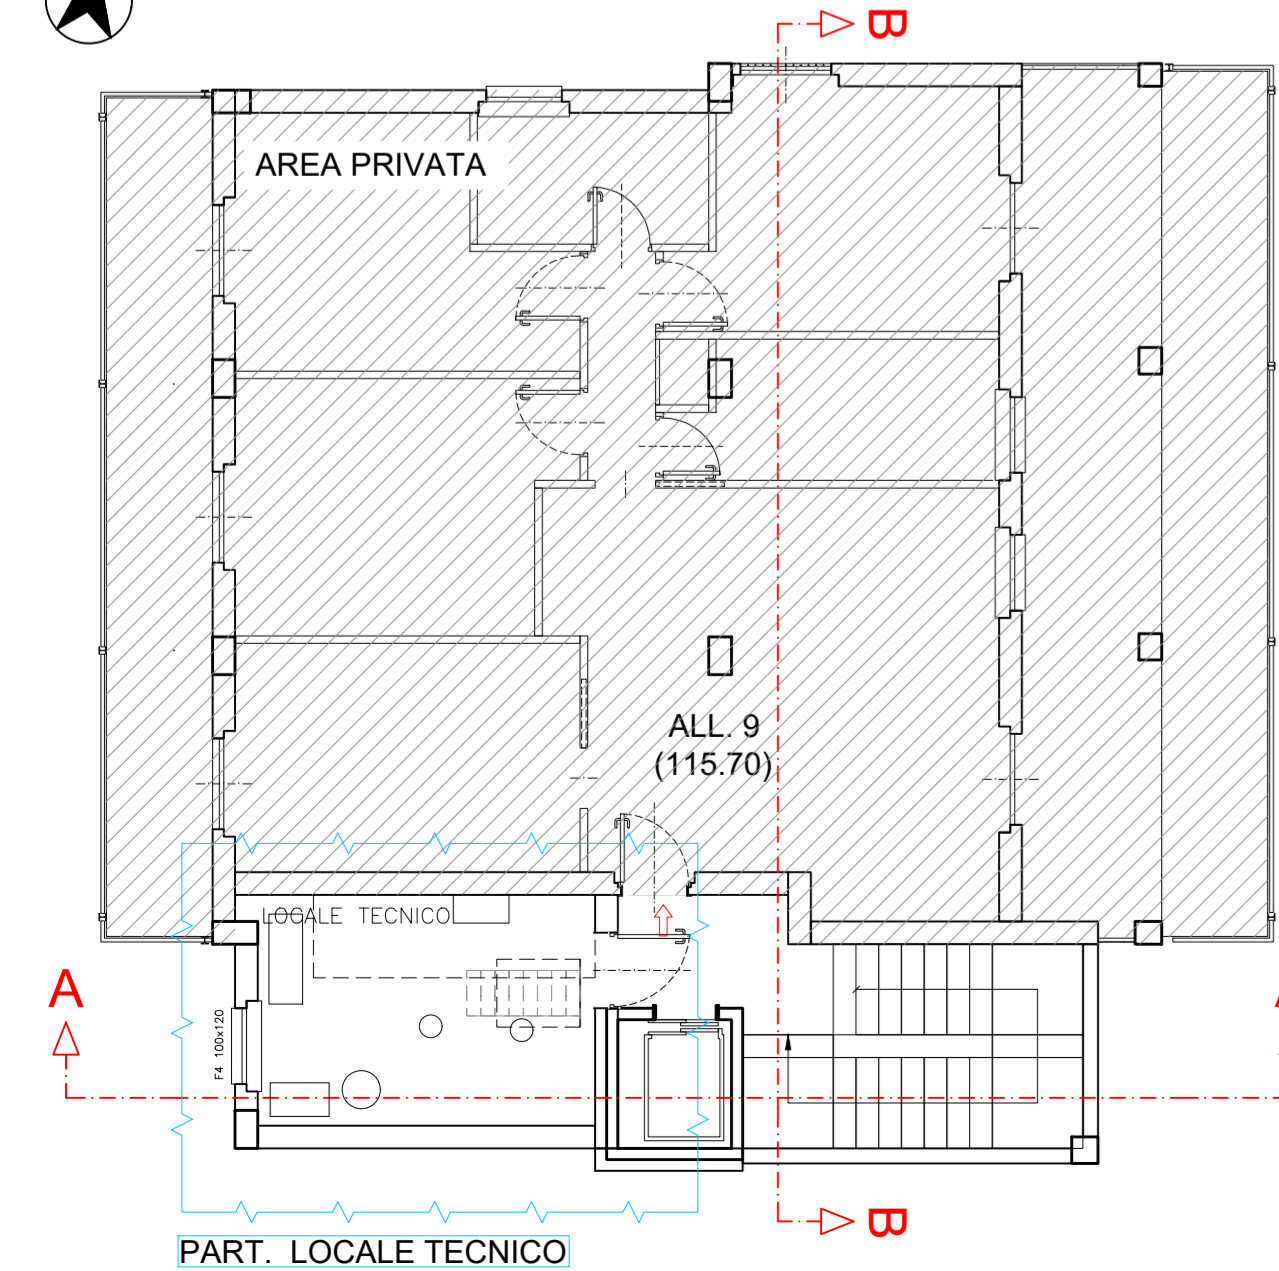 B
AREA PRIVATA
ALL. 9
(115.70)
LOCALE TECNICO
A
F4 100x120
B
PART. LOCALE TECNICO